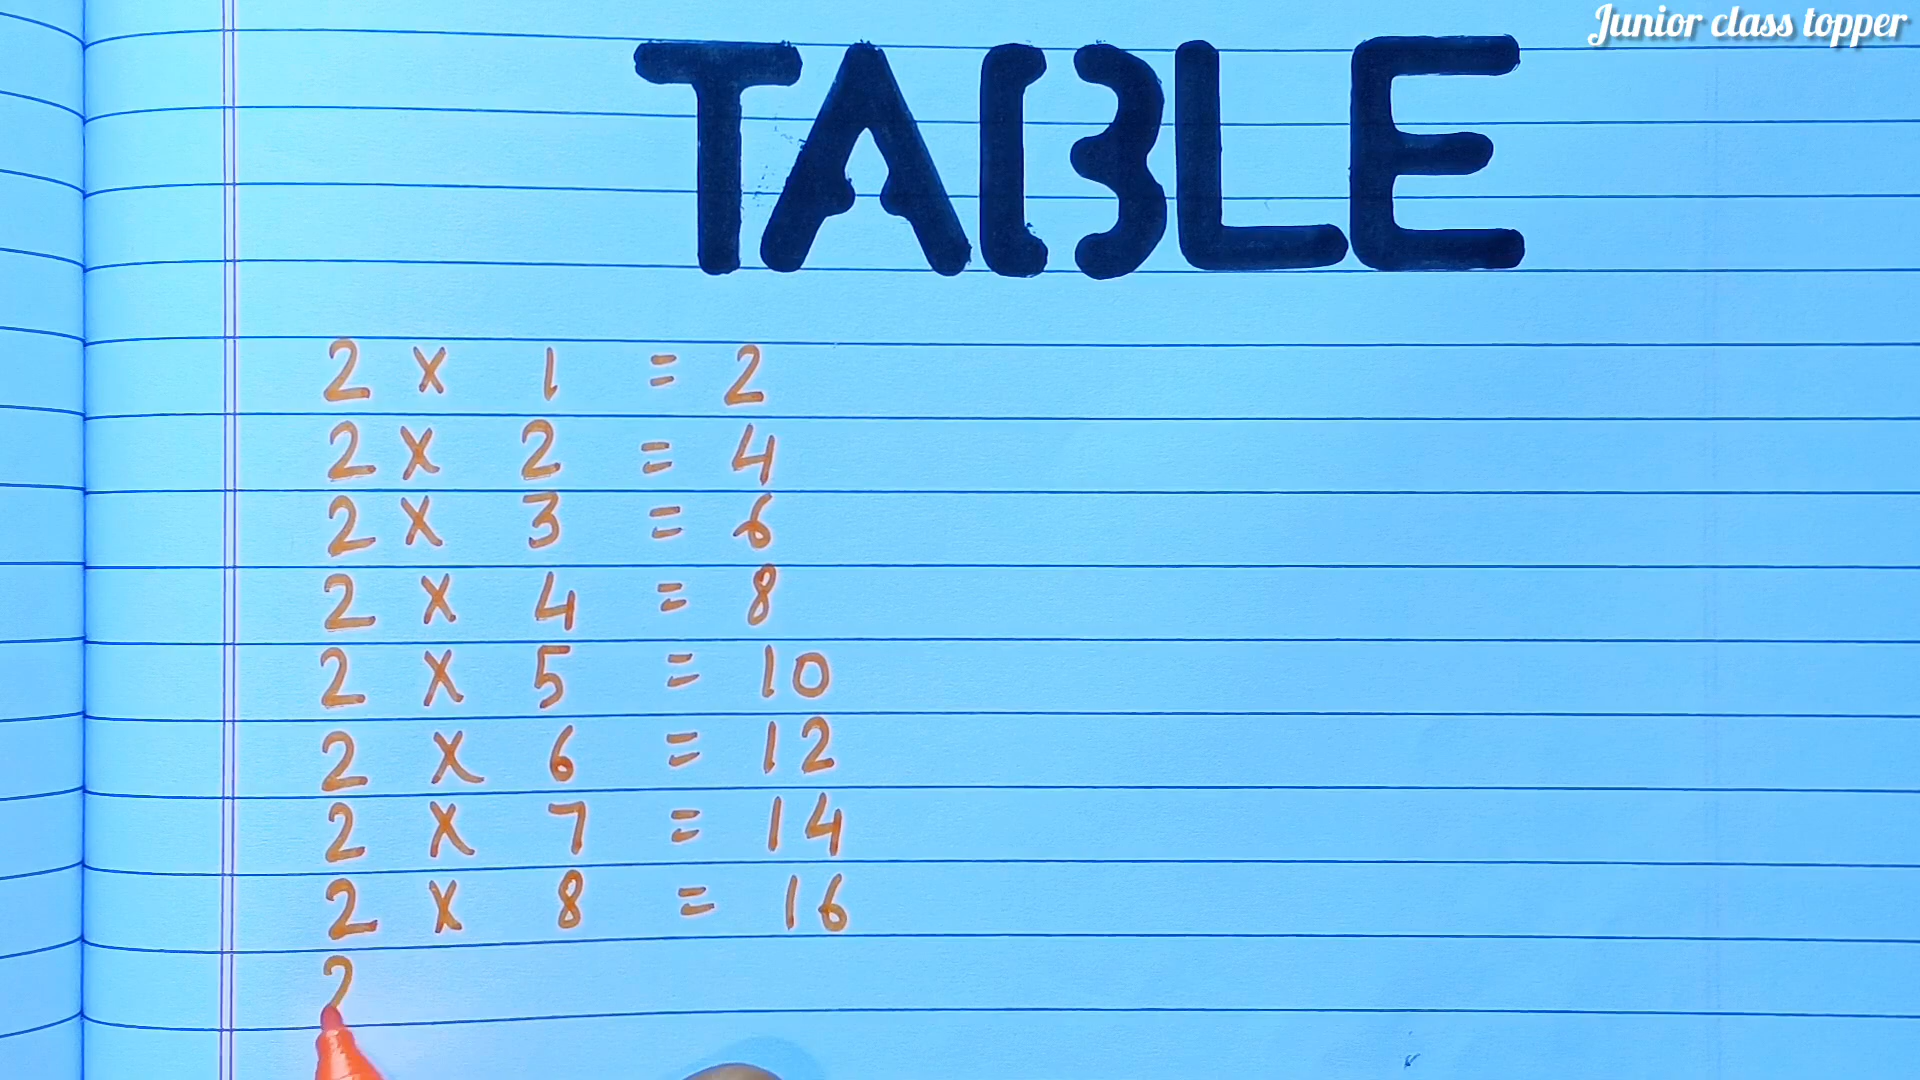 Junior class topper
TABLE
2 x 1 = 2
2 x 2 = 4
2 x 3 = 6
2 x 4 = 8
2 x 5 = 10
2 x 6 = 12
2 x 7 = 14
2 x 8 = 16
2